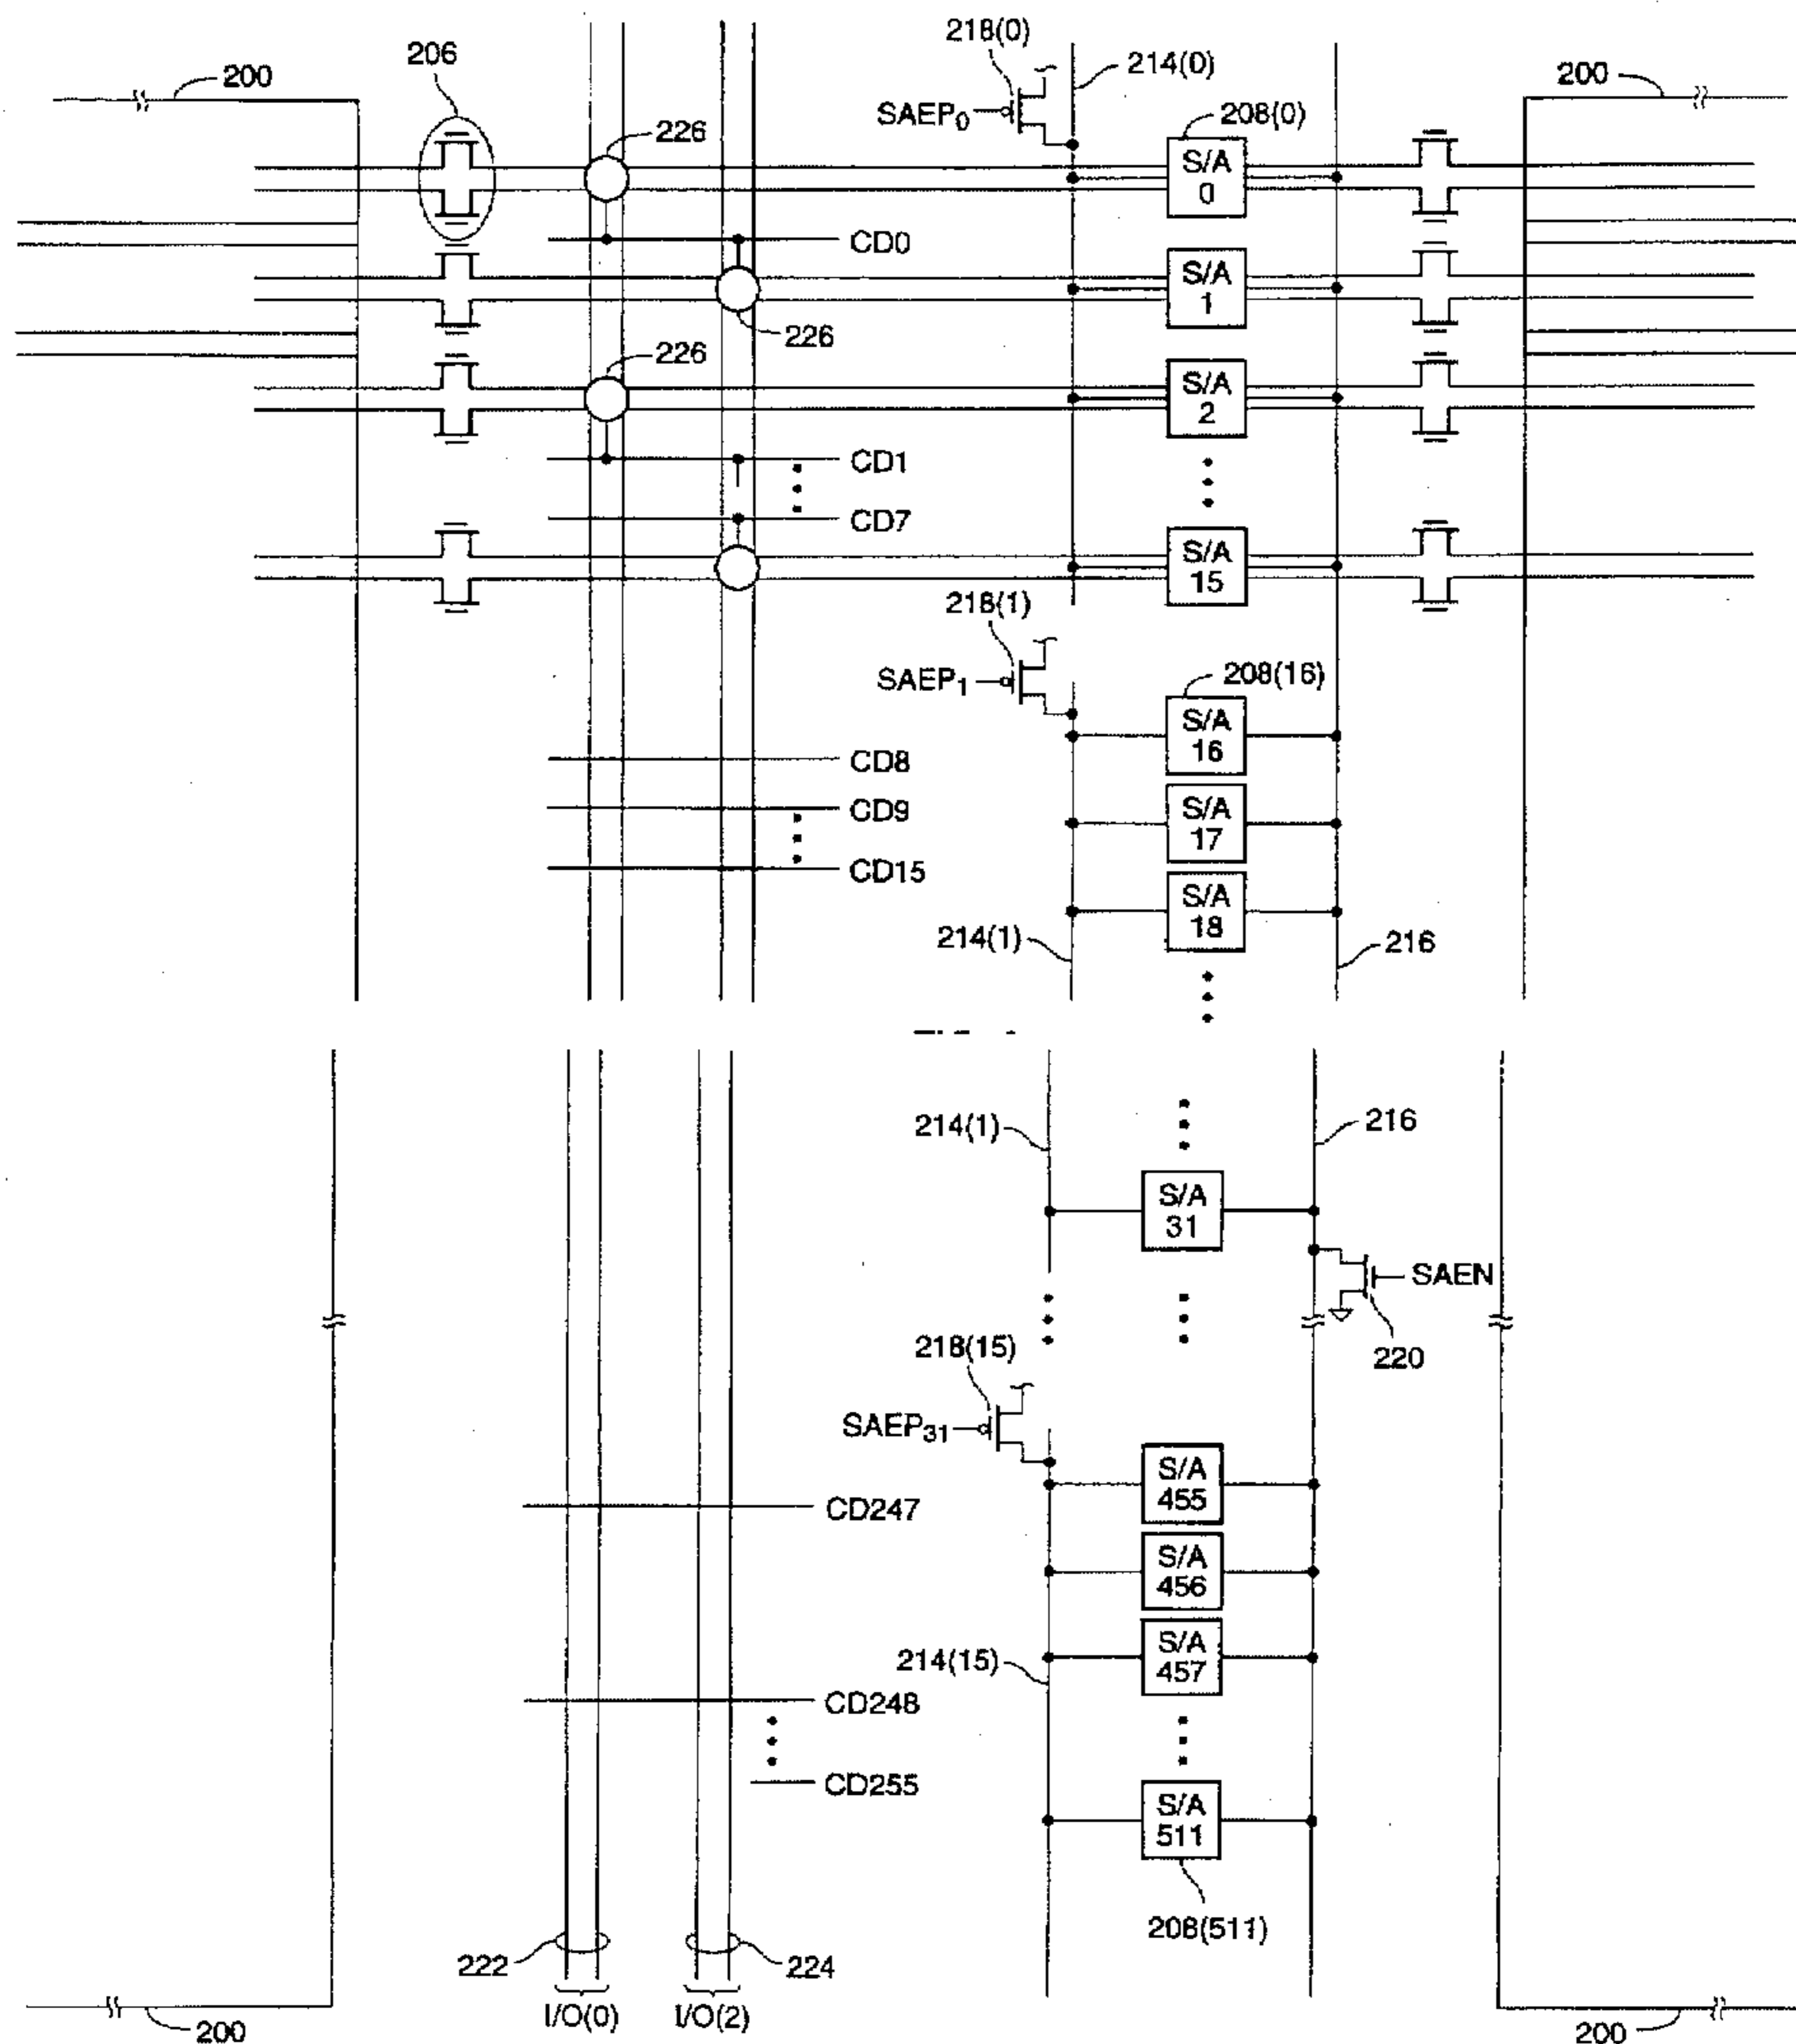 218(0)
206
200
214(0)
200
SAEP0
208(0)
226
S/A
0
CD0
S/A
1
226
226
S/A
2
CD1
CD7
S/A
15
218(1)
SAEP1
208(16)
S/A
16
CD8
CD9
S/A
17
CD15
S/A
18
214(1)
216
214(1)
216
S/A
31
SAEN
218(15)
220
SAEP31
S/A
455
CD247
S/A
456
S/A
457
214(15)
CD248
CD255
S/A
511
208(511)
222
224
I/O(0)
I/O(2)
200
200